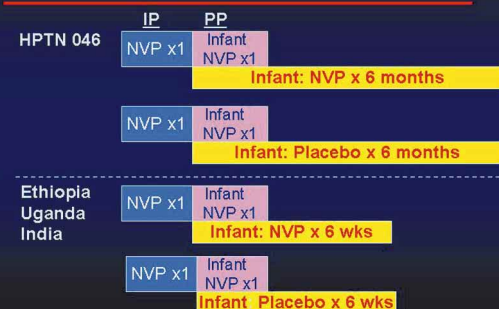 IP PP
HPTN 046
NVP x1
Infant
NVP x1
Infant: NVP x 6 months
NVP x1
Infant
NVP x1
Infant: Placebo x 6 months
Ethiopia
Uganda
India
NVP x1
Infant
NVP x1
Infant: NVP x 6 wks
NVP x1
Infant
NVP x1
Infant Placebo x 6 wks